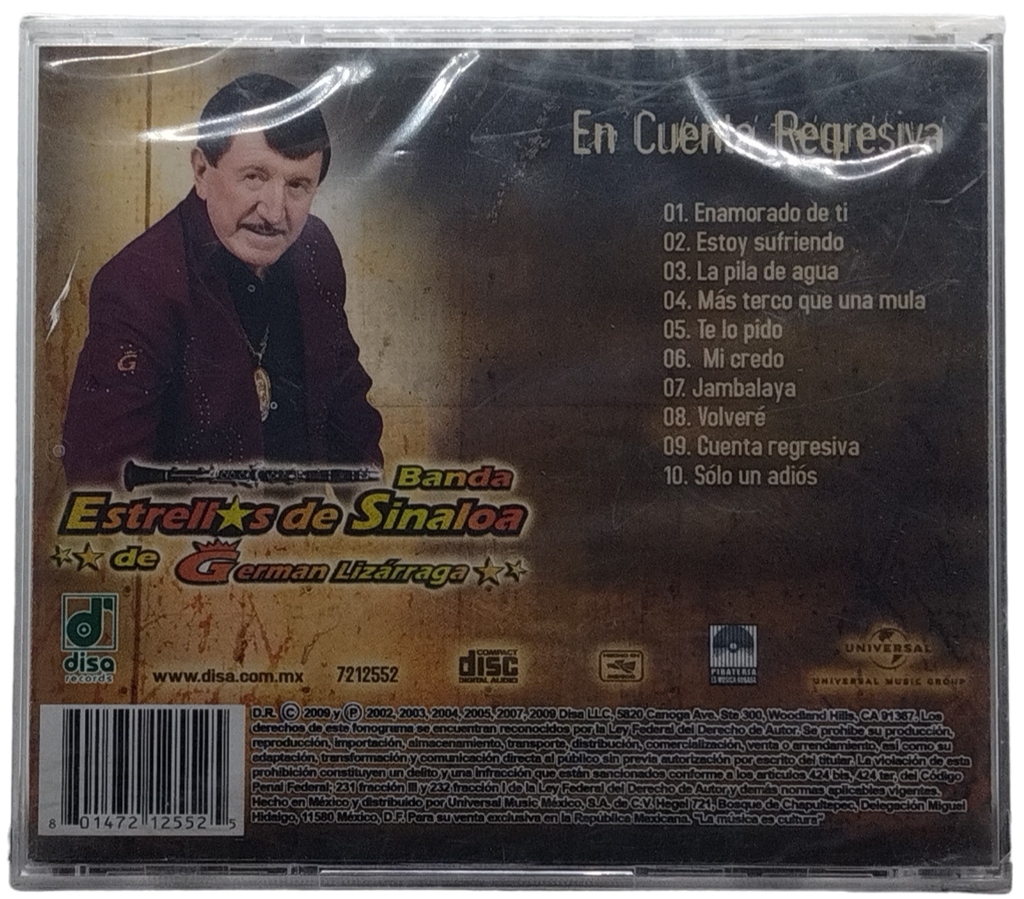 En Cuenta Regresiva
01. Enamorado de ti
02. Estoy sufriendo
03. La pila de agua
04. Más terco que una mula
05. Te lo pido
06. Mi credo
07. Jambalaya
08. Volveré
09. Cuenta regresiva
10. Sólo un adiós
G
Banda
Estrellas de Sinaloa
de German Lizárraga
di
disa
records
www.disa.com.mx 7212552
COMPACT
disc
DIGITAL AUDIO
HECHO EN
MEXICO
PIRATERIA
ES MUSICA ROBADA
UNIVERSAL
UNIVERSAL MUSIC GROUP
D.R. © 2009 y Ⓟ 2002, 2003, 2004, 2005, 2007, 2009 Disa LLC, 5820 Canoga Ave. Ste 300, Woodland Hills, CA 91367. Los
derechos de este fonograma se encuentran reconocidos por la Ley Federal del Derecho de Autor. Se prohíbe su producción,
reproducción, importación, almacenamiento, transporte, distribución, comercialización, venta o arrendamiento, así como su
adaptación, transformación y comunicación directa al público sin previa autorización por escrito del titular. La violación de esta
prohibición constituyen un delito y una infracción que están sancionados conforme a los artículos 424 bis, 424 ter, del Código
Penal Federal; 231 fracción III y 232 fracción I de la Ley Federal del Derecho de Autor y demás normas aplicables vigentes.
Hecho en México y distribuido por Universal Music México, S.A. de C.V. Hegel 721, Bosque de Chapultepec, Delegación Miguel
Hidalgo, 11580 México, D.F. Para su venta exclusiva en la República Mexicana. "La música es cultura"
8 01472 12552 5